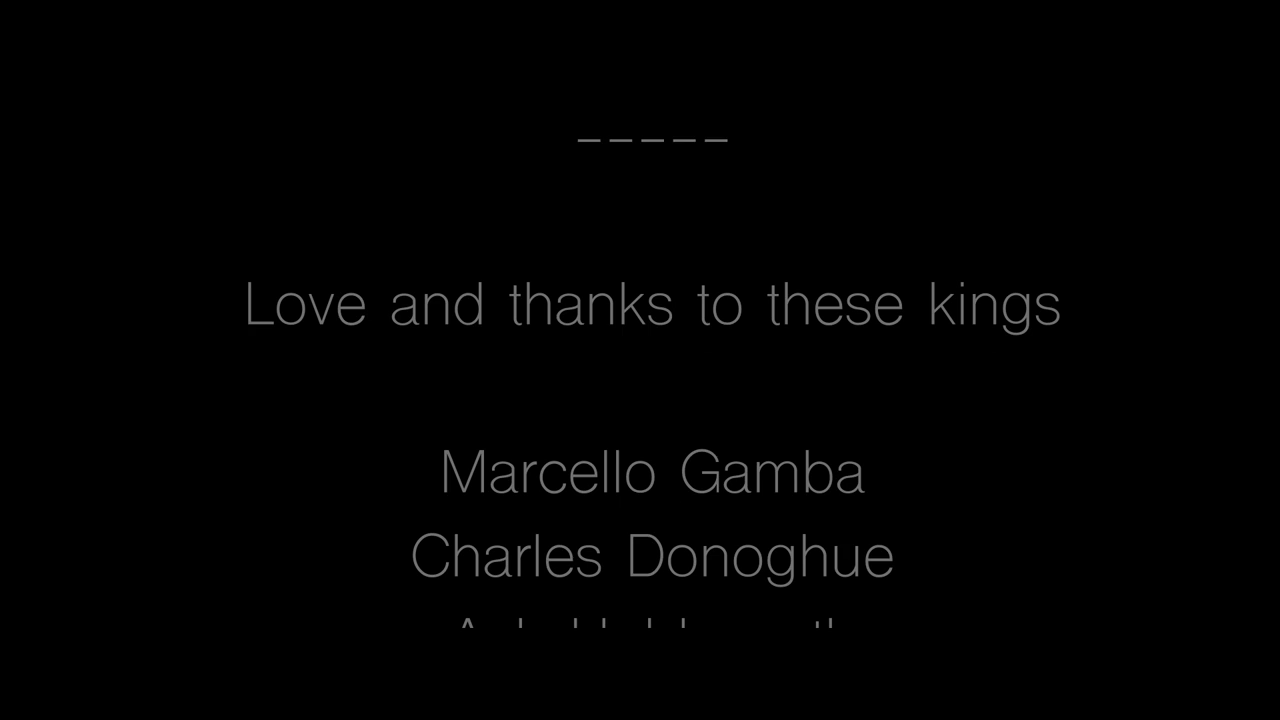 –––––
Love and thanks to these kings
Marcello Gamba
Charles Donoghue